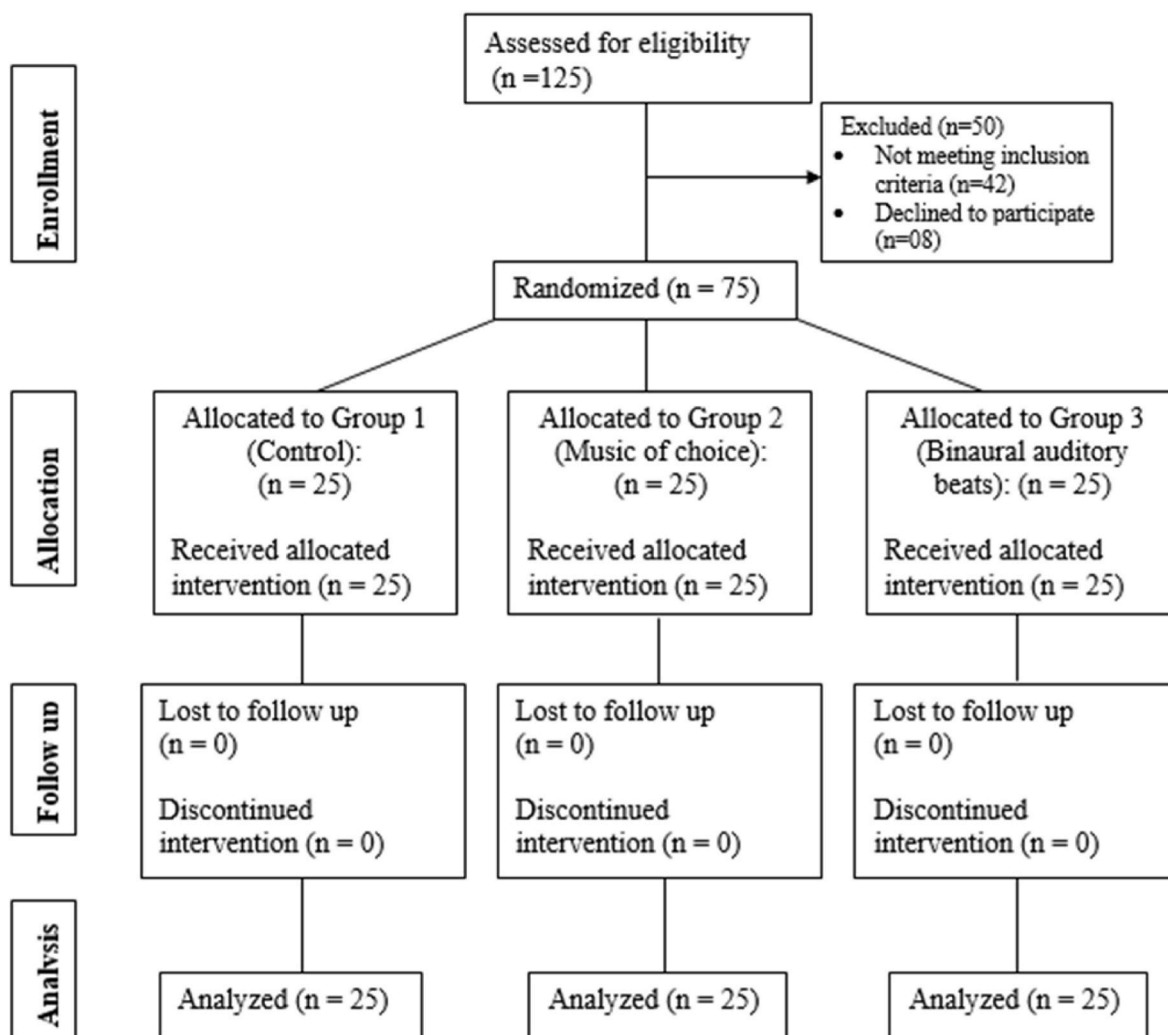 Assessed for eligibility
(n =125)
Enrollment
Excluded (n=50)
• Not meeting inclusion
criteria (n=42)
• Declined to participate
(n=08)
Randomized (n = 75)
Allocation
Allocated to Group 1
(Control):
(n = 25)
Received allocated
intervention (n = 25)
Allocated to Group 2
(Music of choice):
(n = 25)
Received allocated
intervention (n = 25)
Allocated to Group 3
(Binaural auditory
beats): (n = 25)
Received allocated
intervention (n = 25)
Follow up
Lost to follow up
(n = 0)
Discontinued
intervention (n = 0)
Lost to follow up
(n = 0)
Discontinued
intervention (n = 0)
Lost to follow up
(n = 0)
Discontinued
intervention (n = 0)
Analysis
Analyzed (n = 25)
Analyzed (n = 25)
Analyzed (n = 25)